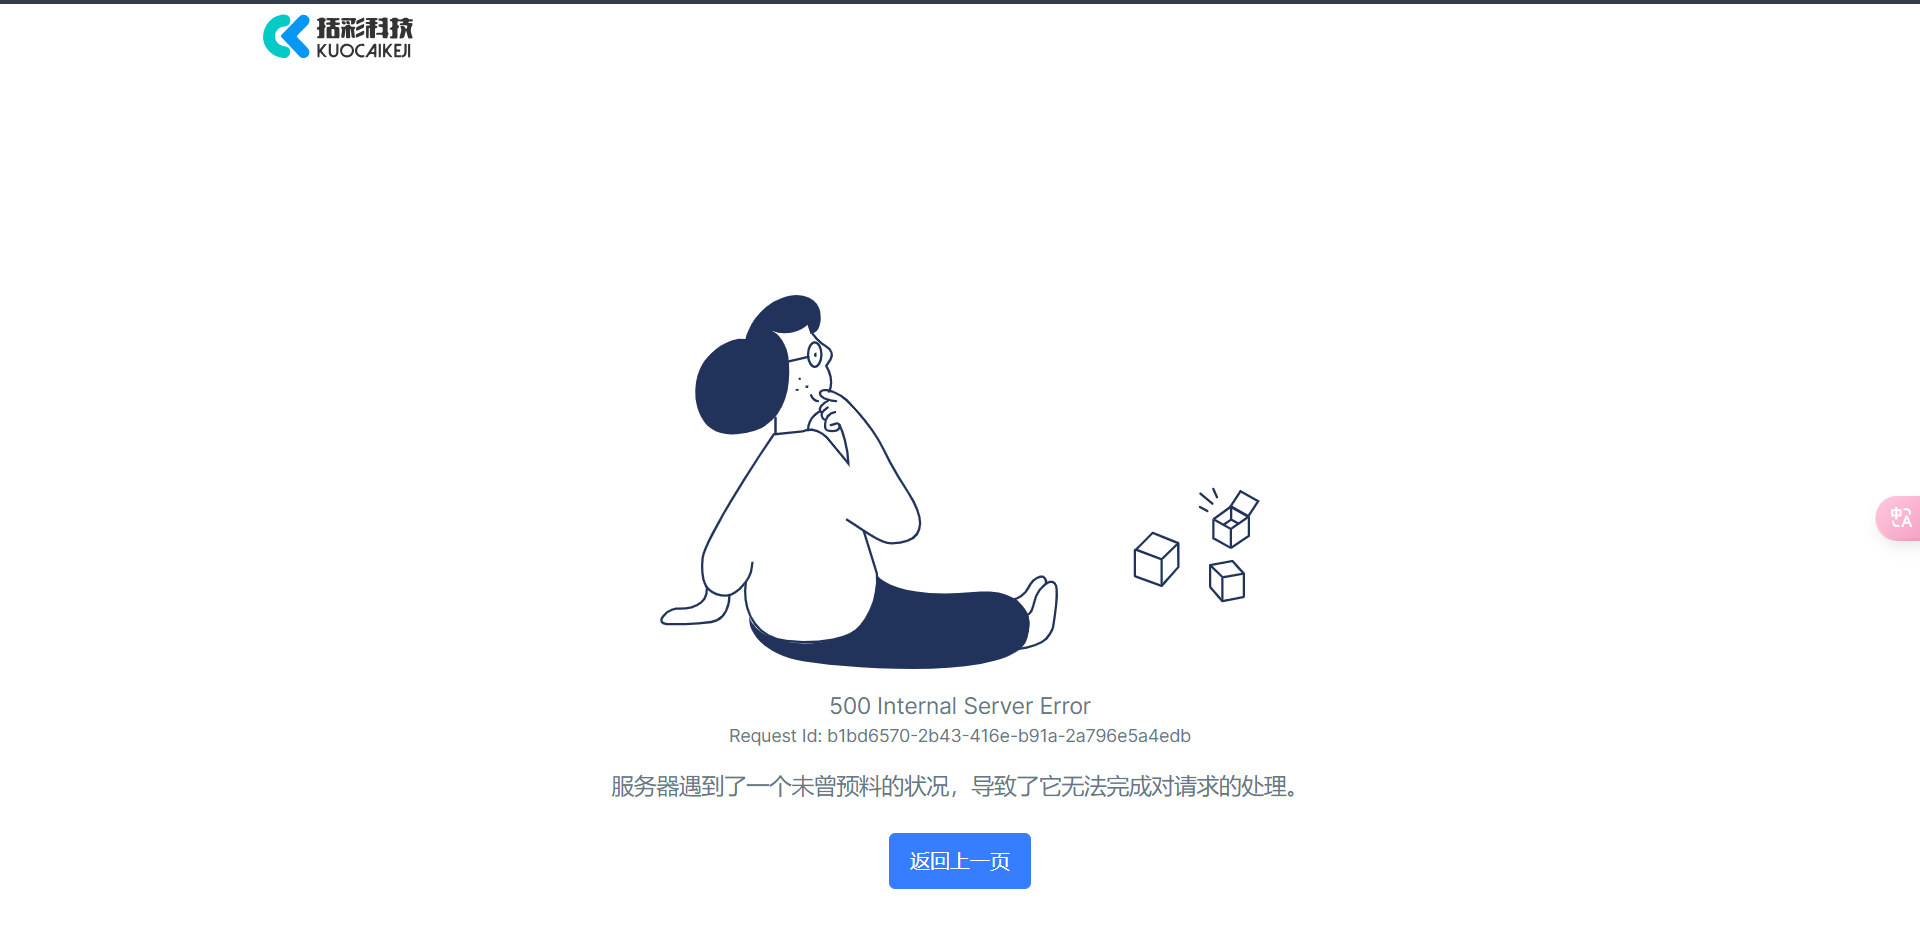 括彩科技
KUOCAIKEJI
中
A
500 Internal Server Error
Request Id: b1bd6570-2b43-416e-b91a-2a796e5a4edb
服务器遇到了一个未曾预料的状况，导致了它无法完成对请求的处理。
返回上一页